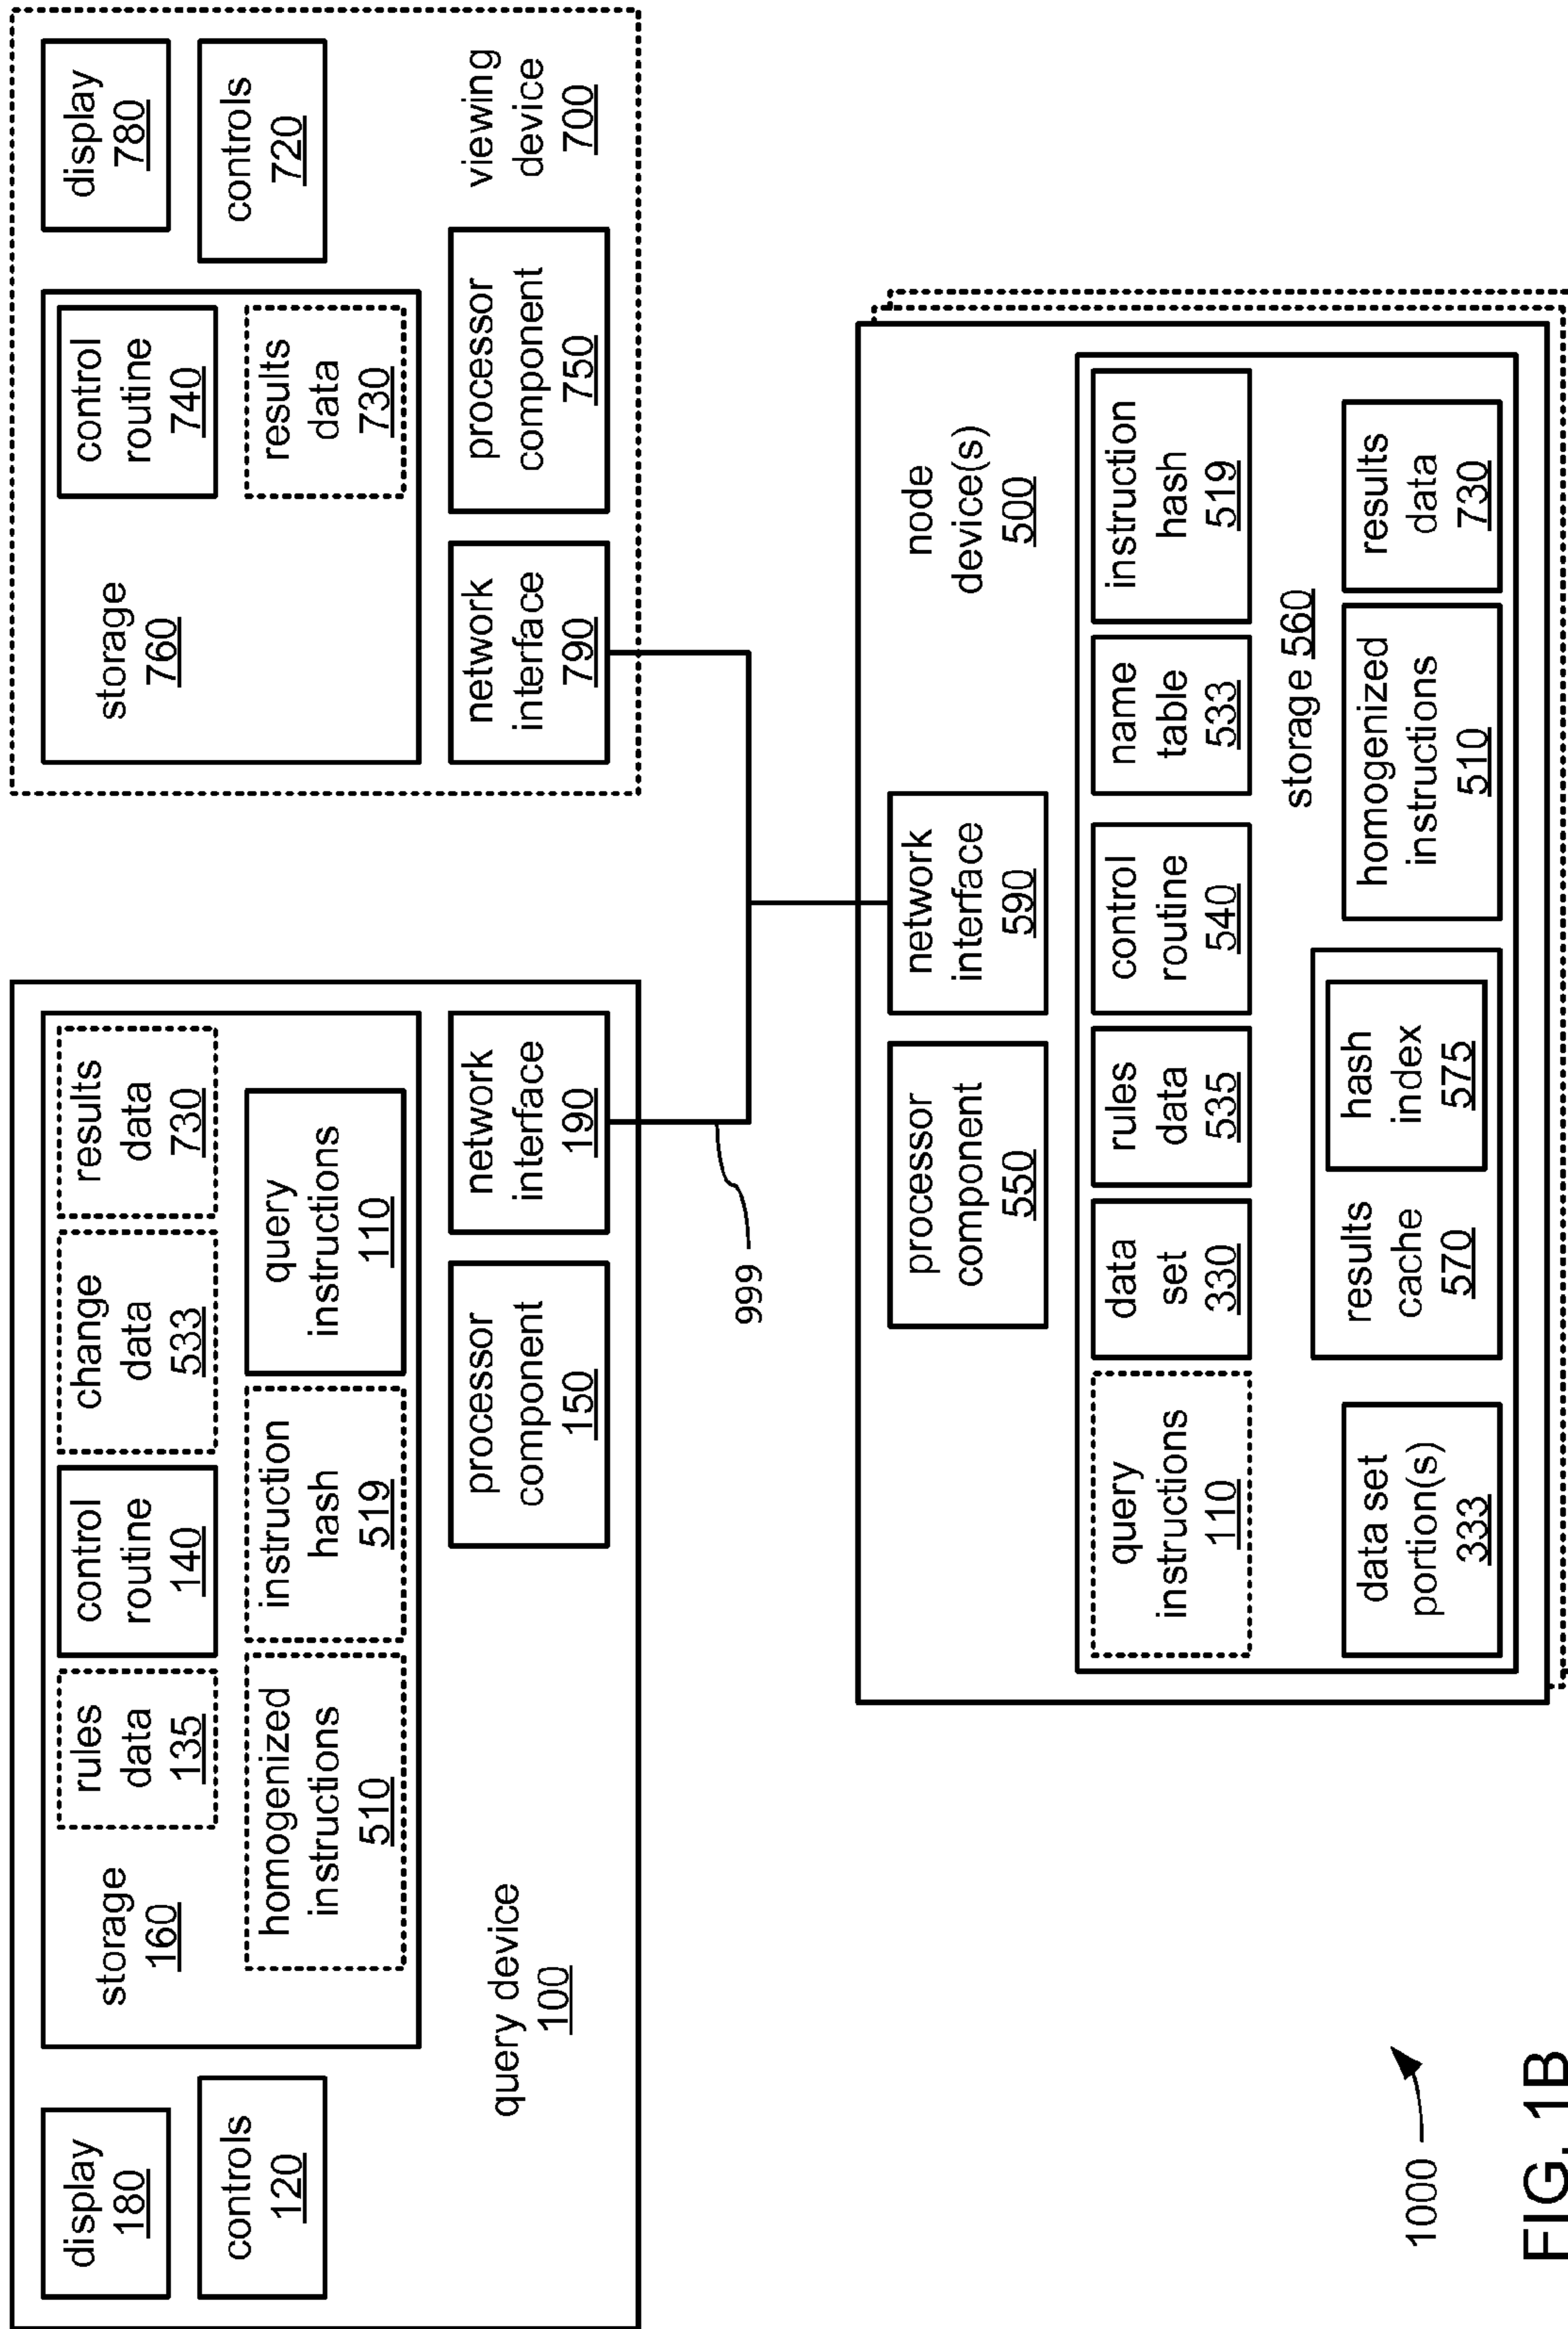 display
180
controls
120
storage
160
rules
data
135
control
routine
140
change
data
533
results
data
730
homogenized
instructions
510
instruction
hash
519
query
instructions
110
query device
100
processor
component
150
network
interface
190
storage
760
control
routine
740
results
data
730
display
780
controls
720
network
interface
790
processor
component
750
viewing
device
700
999
processor
component
550
network
interface
590
node
device(s)
500
query
instructions
110
data
set
330
rules
data
535
control
routine
540
name
table
533
instruction
hash
519
storage 560
data set
portion(s)
333
results
cache
570
hash
index
575
homogenized
instructions
510
results
data
730
1000
FIG. 1B